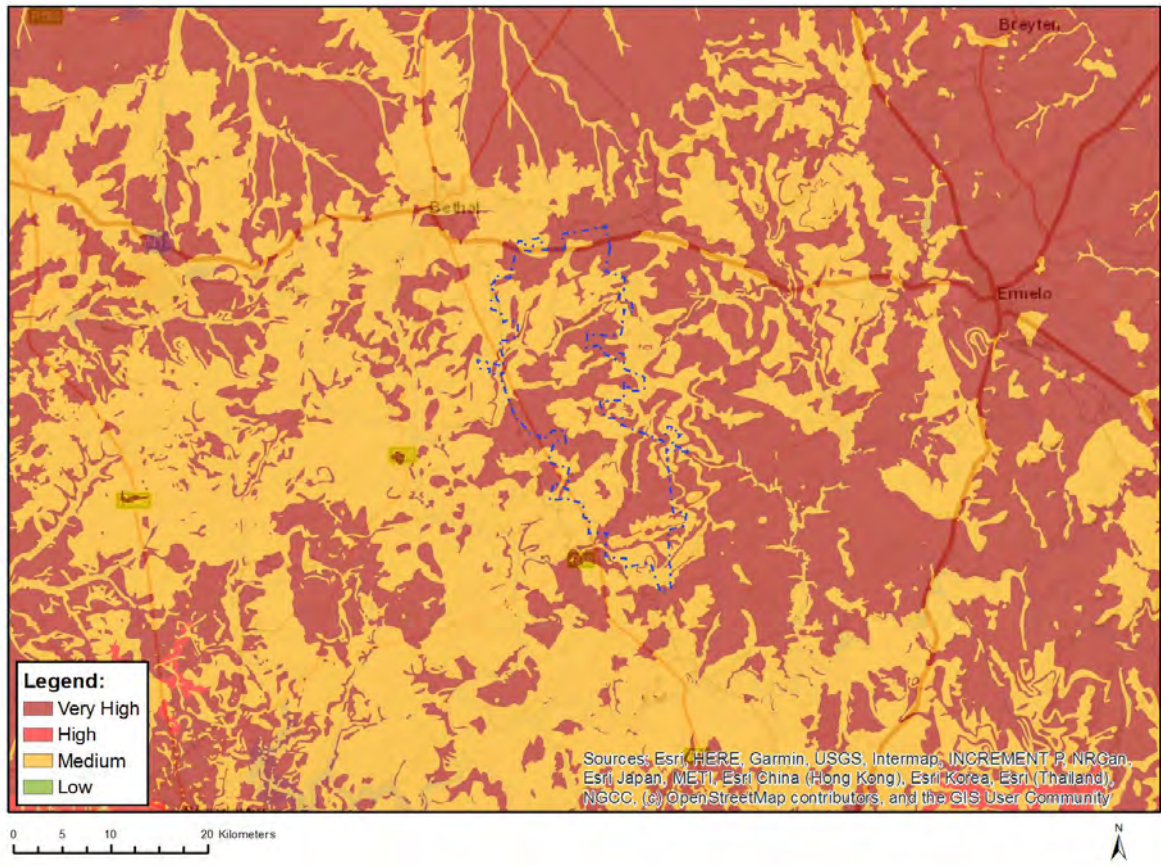 Breyten
Bethal
Ermelo
Legend:
Very High
High
Medium
Low
Sources: Esri, HERE, Garmin, USGS, Intermap, INCREMENT P, NRCan,
Esri Japan, METI, Esri China (Hong Kong), Esri Korea, Esri (Thailand),
NGCC, (c) OpenStreetMap contributors, and the GIS User Community
0 5 10 20 Kilometers
N